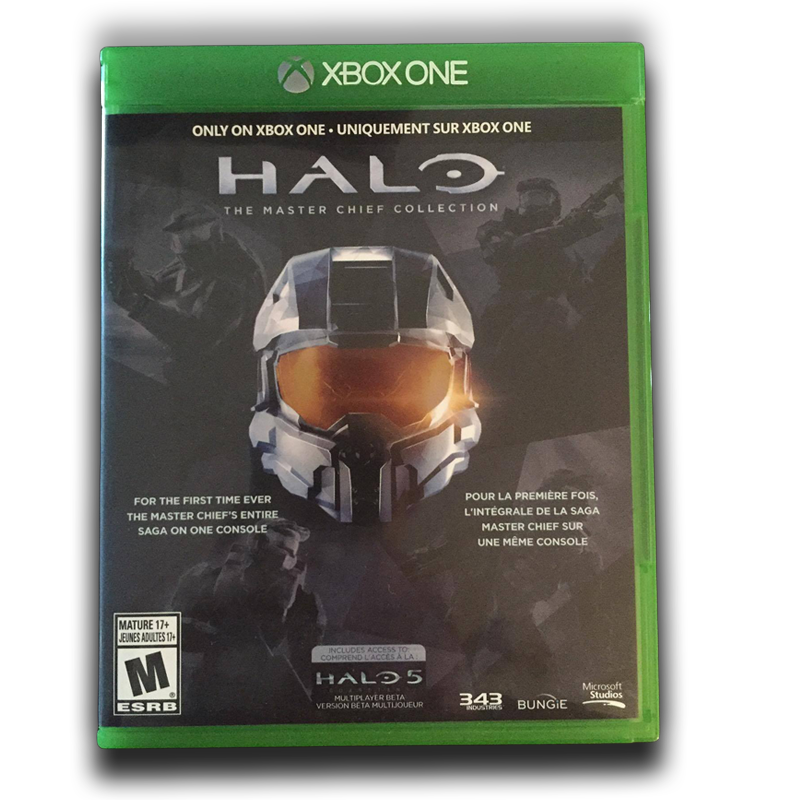 XBOX ONE
ONLY ON XBOX ONE • UNIQUEMENT SUR XBOX ONE
HALO
THE MASTER CHIEF COLLECTION
FOR THE FIRST TIME EVER
THE MASTER CHIEF'S ENTIRE
SAGA ON ONE CONSOLE
POUR LA PREMIÈRE FOIS,
L'INTÉGRALE DE LA SAGA
MASTER CHIEF SUR
UNE MÊME CONSOLE
MATURE 17+
JEUNES ADULTES 17+
M
®
ESRB
INCLUDES ACCESS TO:
COMPREND L'ACCÈS À LA :
HALO 5
MULTIPLAYER BETA
VERSION BÊTA MULTIJOUEUR
343
INDUSTRIES
BUNGiE
Microsoft
Studios